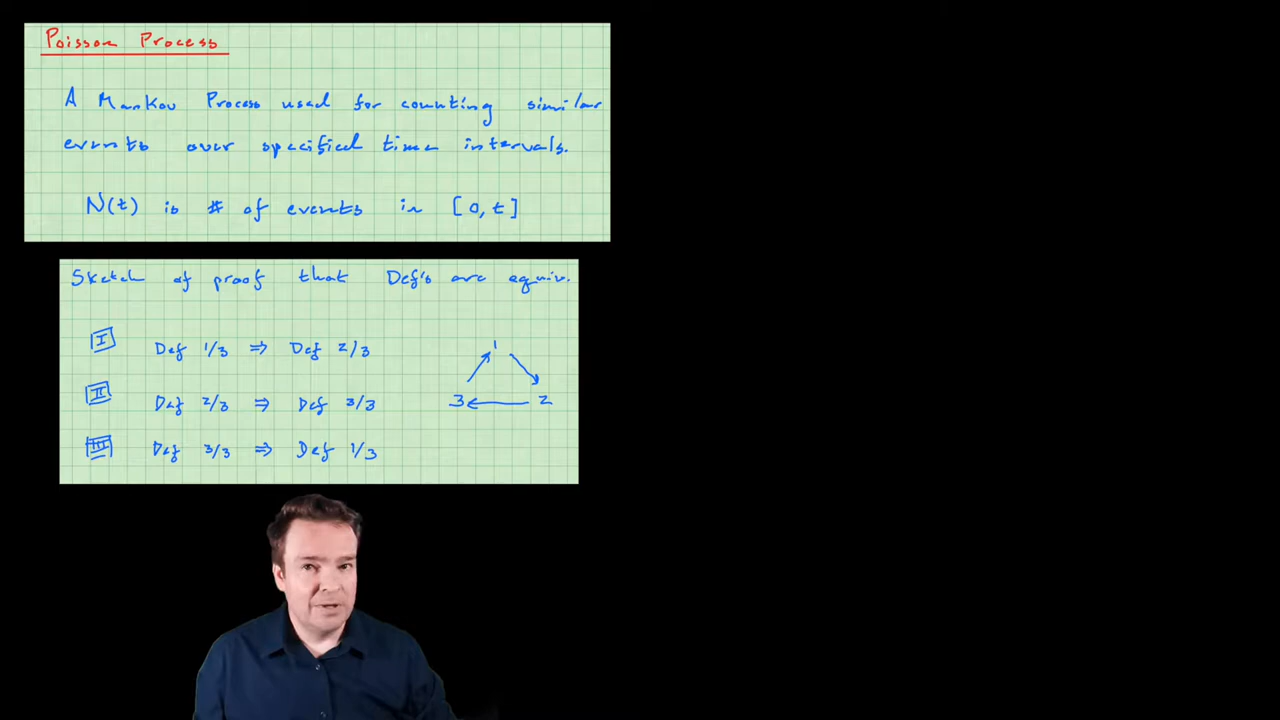 Poisson Process
A Markov Process used for counting similar
events over specified time intervals.
N(t) is # of events in [0,t]
Sketch of proof that Def's are equiv.
I Def 1/3 ⇒ Def 2/3
II Def 2/3 ⇒ Def 3/3
III Def 3/3 ⇒ Def 1/3
1
3 2